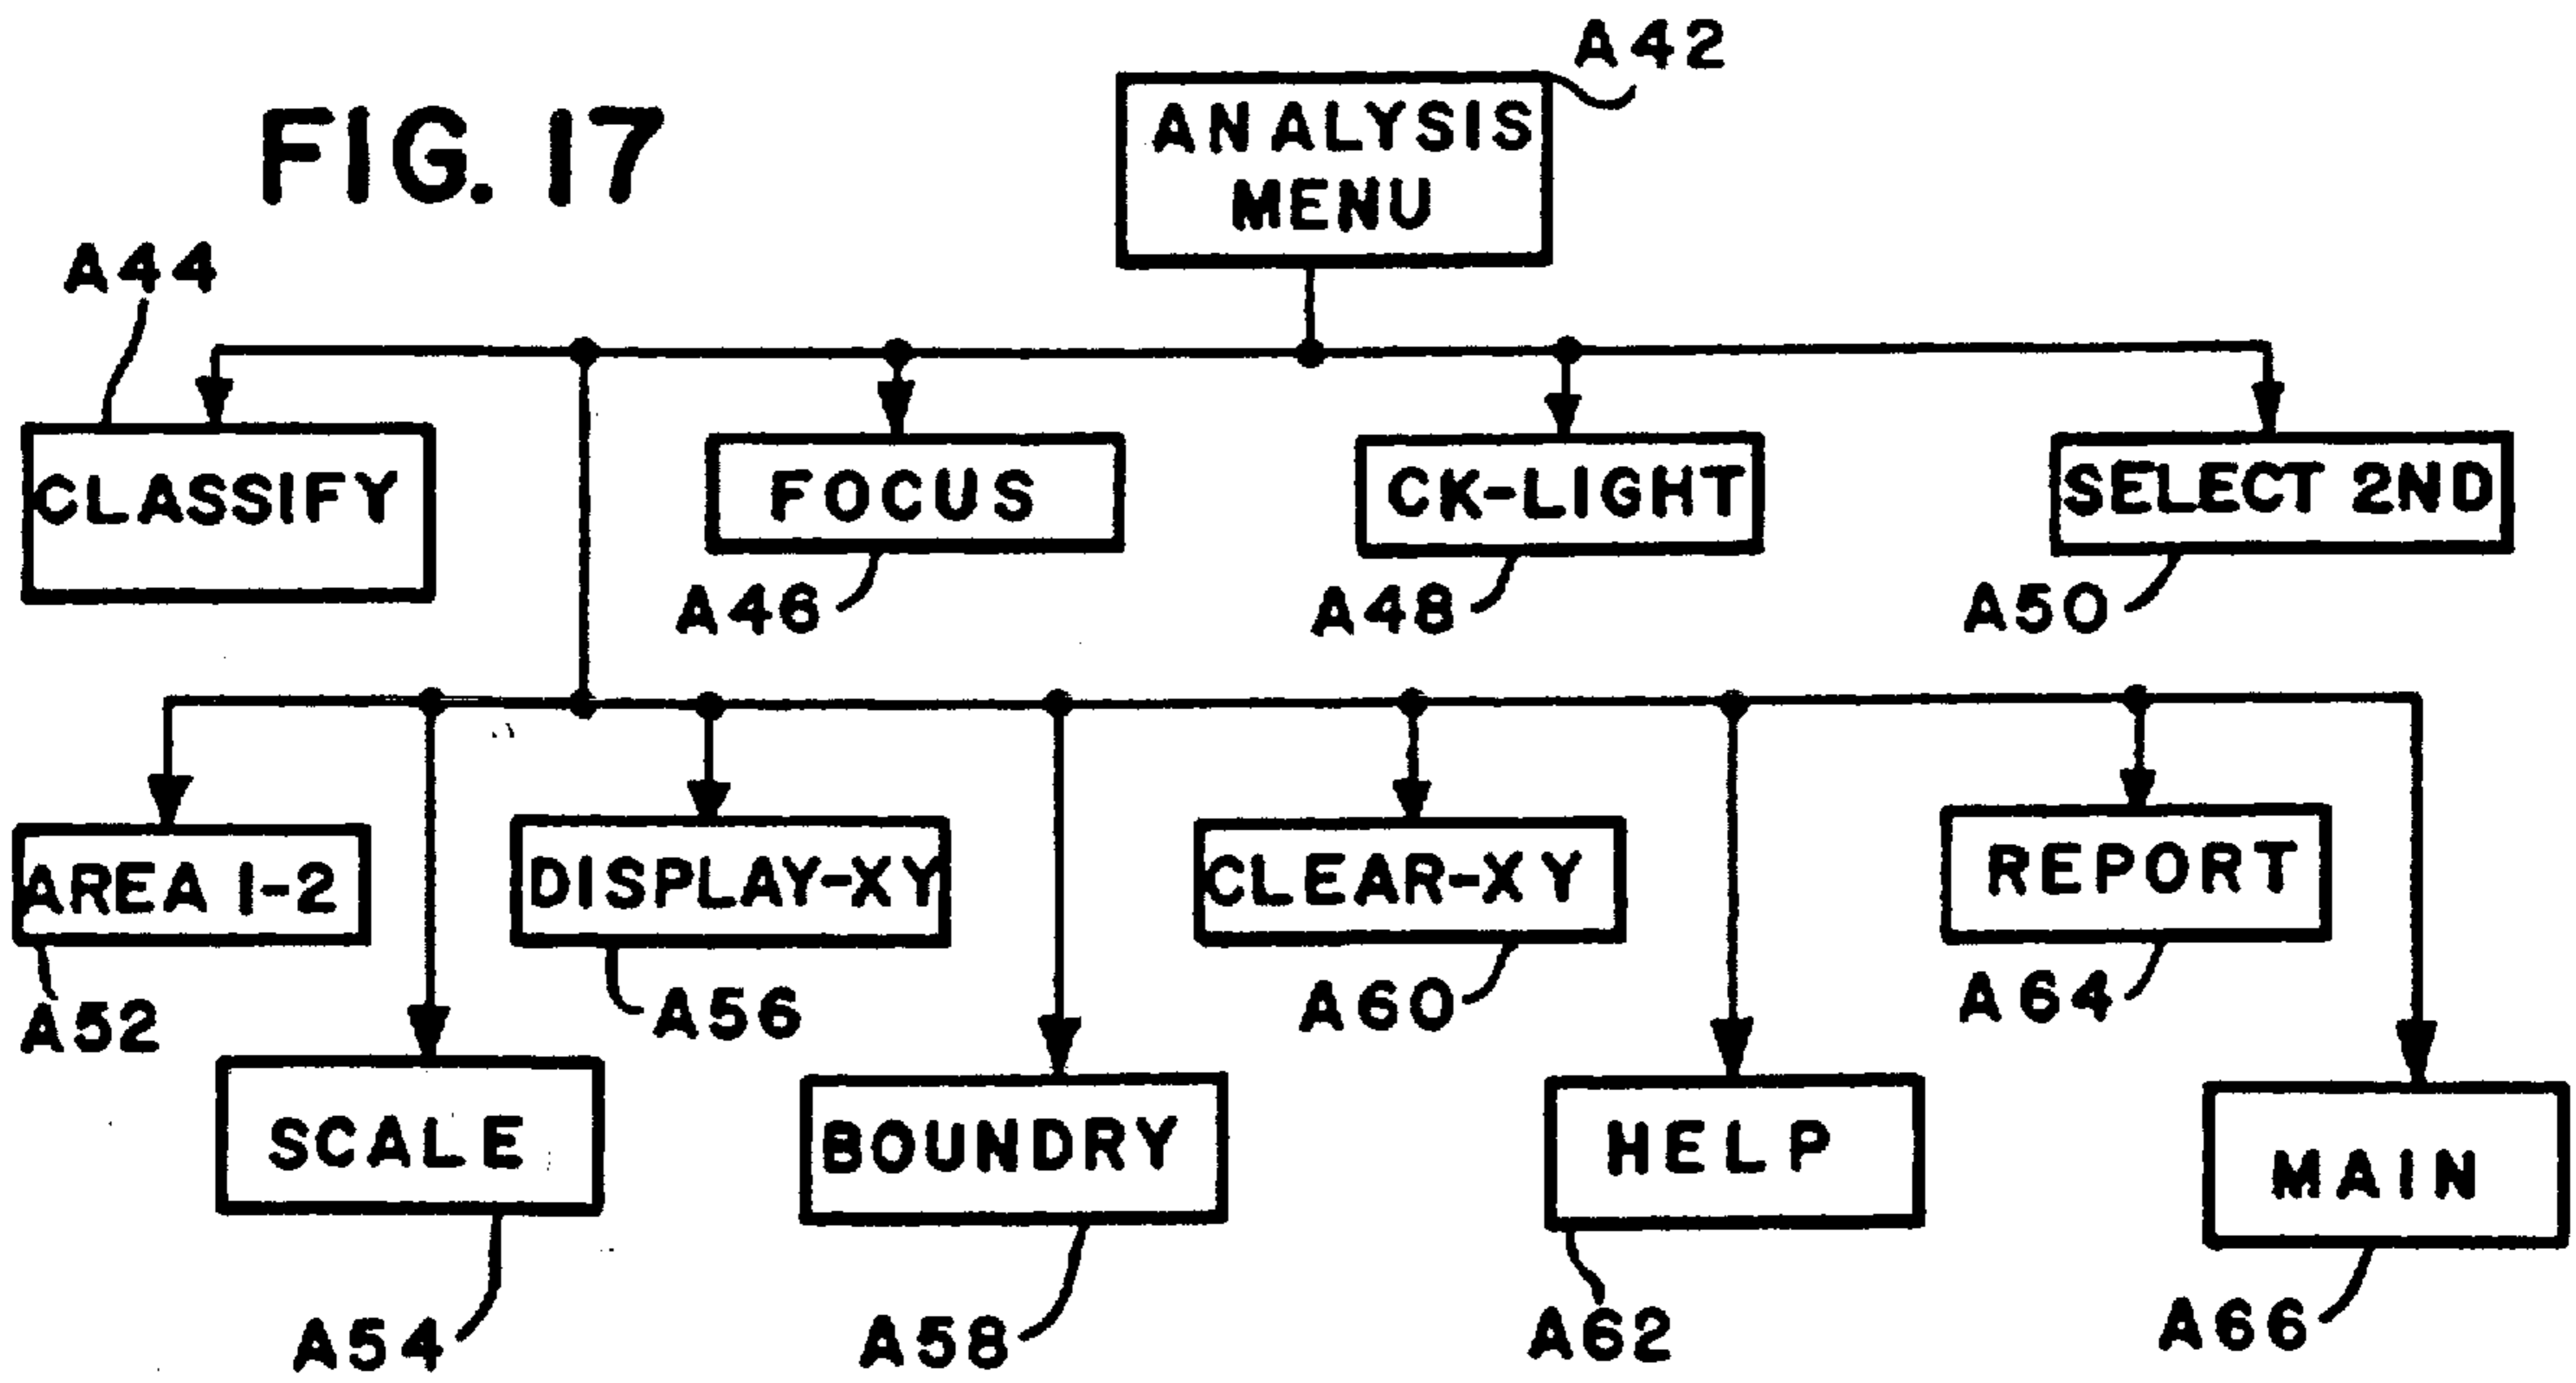 A42
FIG. 17
ANALYSIS
MENU
A44
CLASSIFY
FOCUS
CK-LIGHT
SELECT 2ND
A46
A48
A50
AREA 1-2
DISPLAY-XY
CLEAR-XY
REPORT
A52
A56
A60
A64
SCALE
BOUNDRY
HELP
MAIN
A54
A58
A62
A66